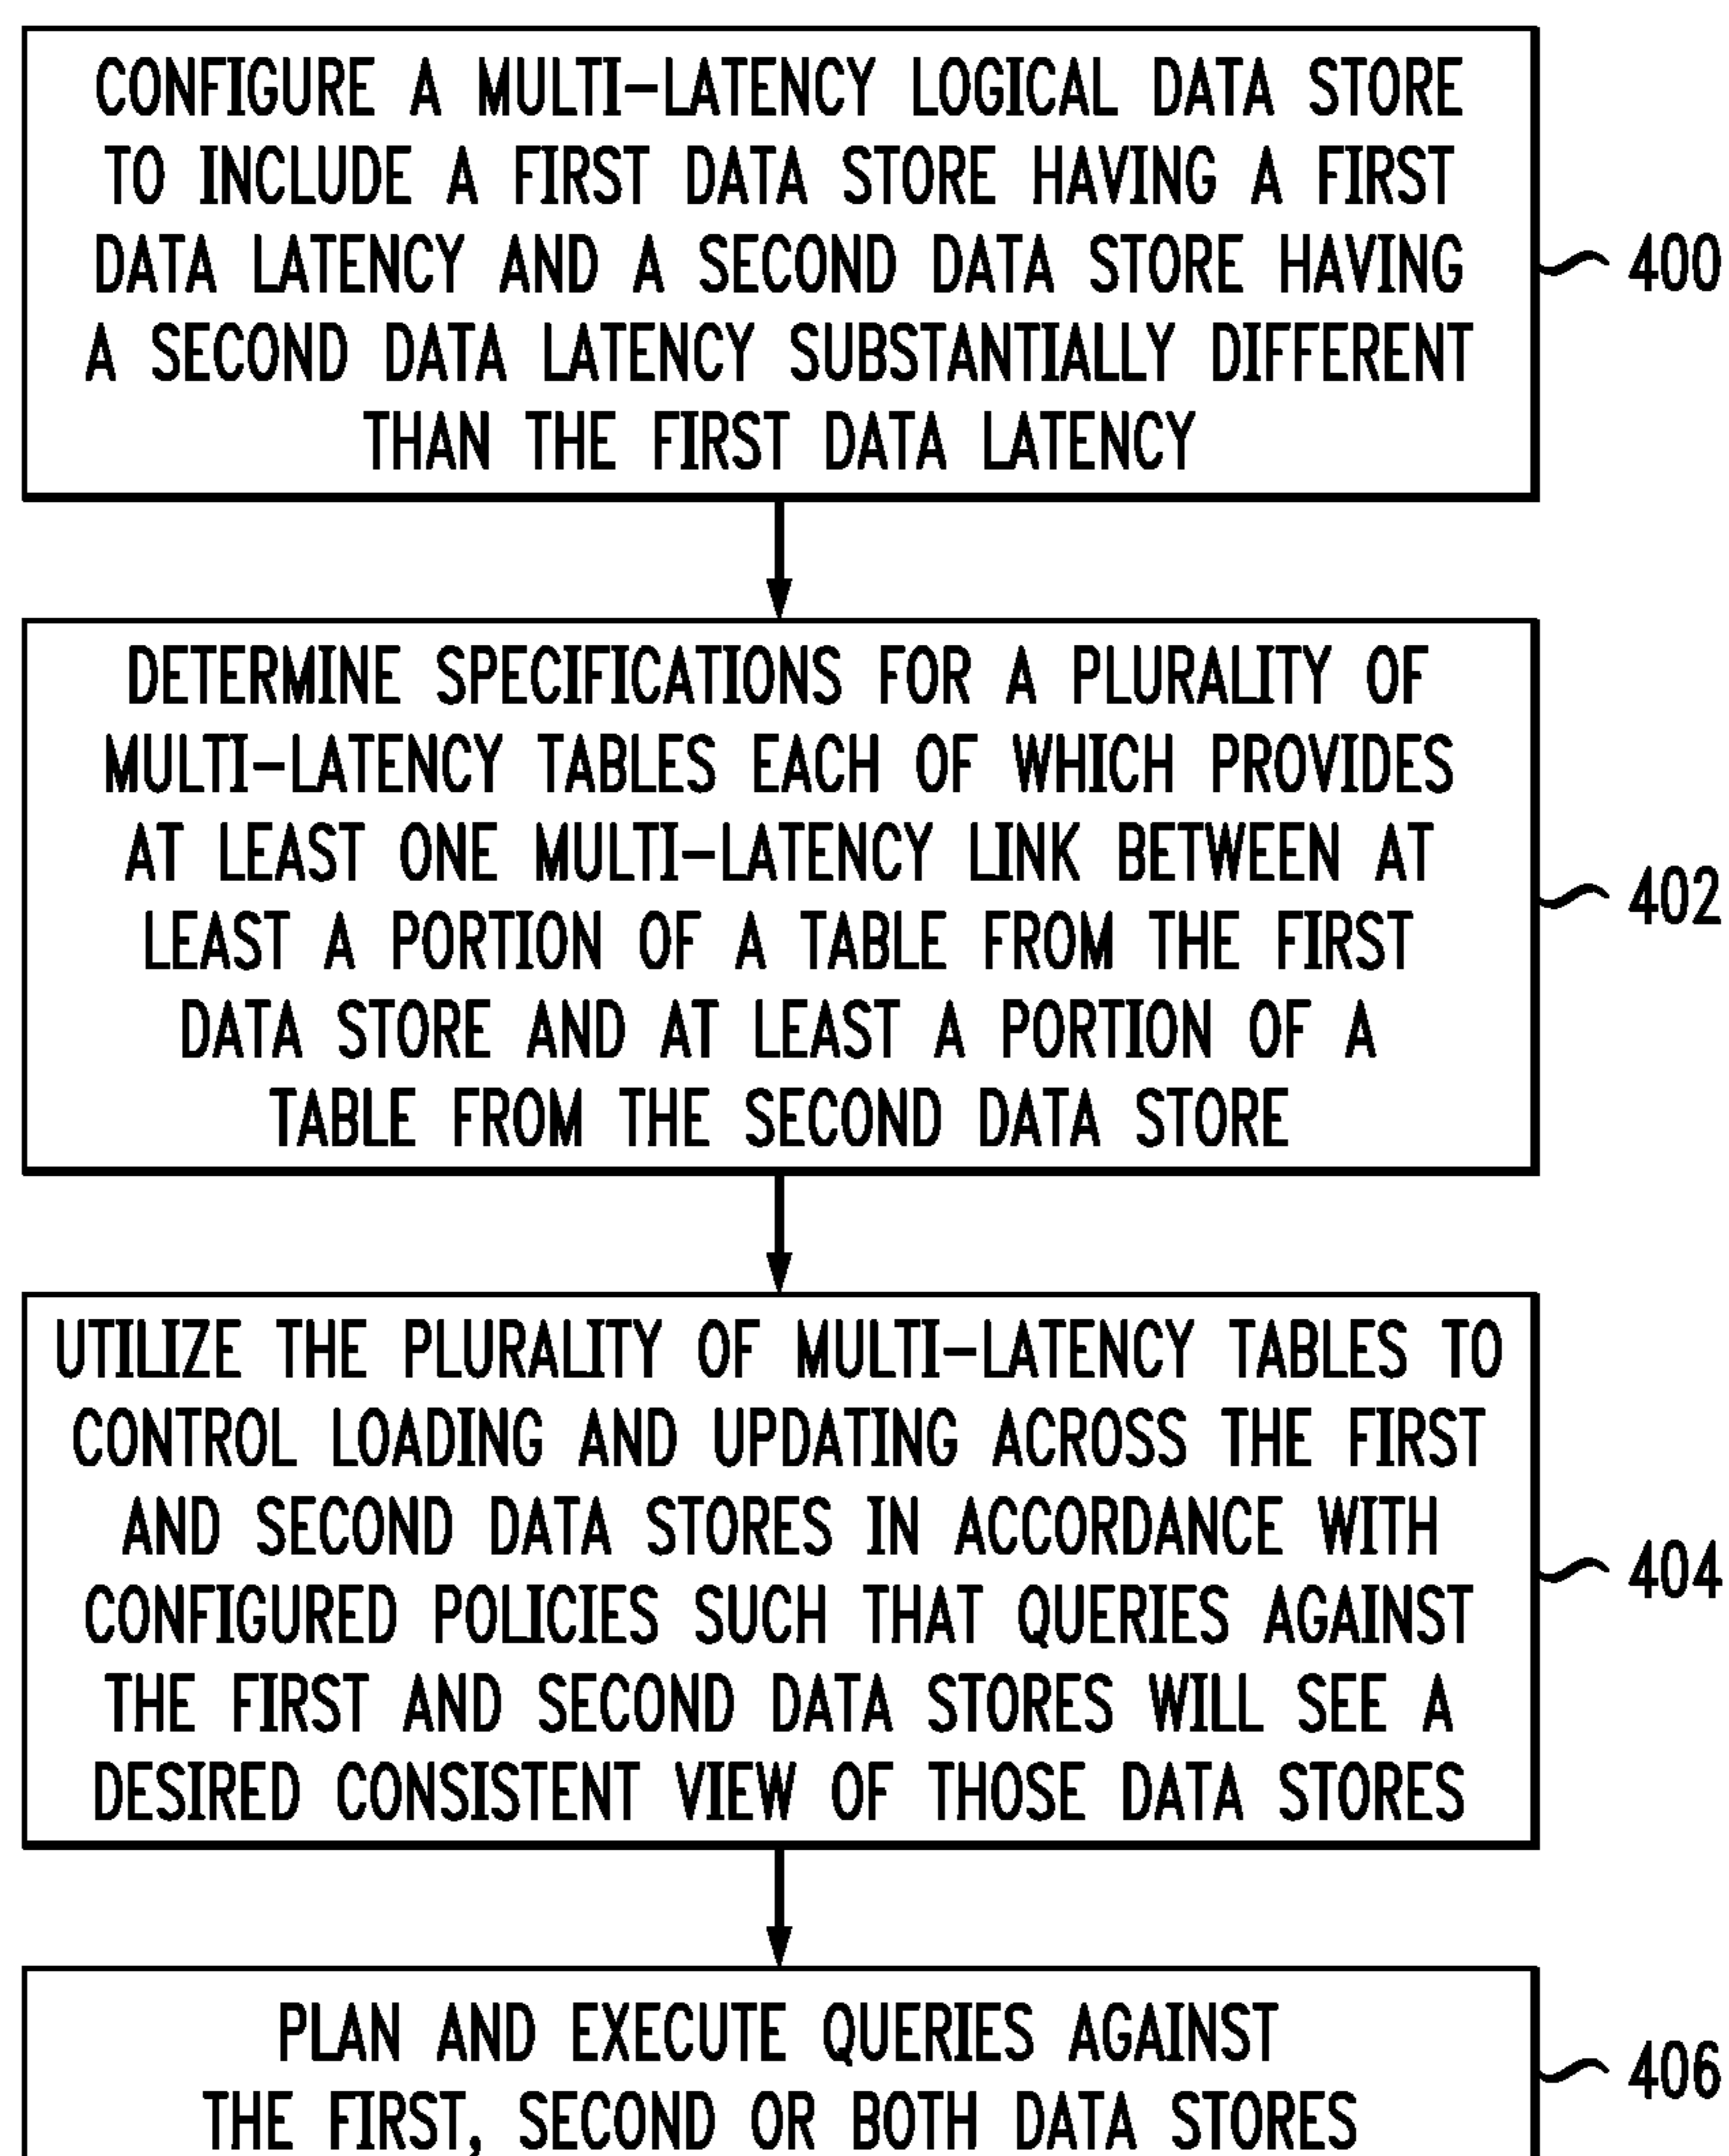 CONFIGURE A MULTI-LATENCY LOGICAL DATA STORE
TO INCLUDE A FIRST DATA STORE HAVING A FIRST
DATA LATENCY AND A SECOND DATA STORE HAVING
A SECOND DATA LATENCY SUBSTANTIALLY DIFFERENT
THAN THE FIRST DATA LATENCY
400
DETERMINE SPECIFICATIONS FOR A PLURALITY OF
MULTI-LATENCY TABLES EACH OF WHICH PROVIDES
AT LEAST ONE MULTI-LATENCY LINK BETWEEN AT
LEAST A PORTION OF A TABLE FROM THE FIRST
DATA STORE AND AT LEAST A PORTION OF A
TABLE FROM THE SECOND DATA STORE
402
UTILIZE THE PLURALITY OF MULTI-LATENCY TABLES TO
CONTROL LOADING AND UPDATING ACROSS THE FIRST
AND SECOND DATA STORES IN ACCORDANCE WITH
CONFIGURED POLICIES SUCH THAT QUERIES AGAINST
THE FIRST AND SECOND DATA STORES WILL SEE A
DESIRED CONSISTENT VIEW OF THOSE DATA STORES
404
PLAN AND EXECUTE QUERIES AGAINST
THE FIRST, SECOND OR BOTH DATA STORES
406